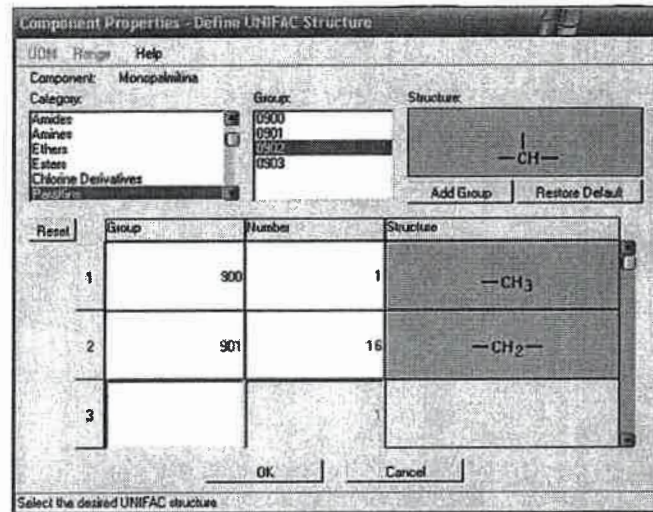 Component Properties - Define UNIFAC Structure
UOM Range Help
Component: Monopalmitina
Category: Group: Structure:
Amides
Amines
Ethers
Esters
Chlorine Derivatives
Paraffins
0900
0901
0902
0903
—CH—
Add Group Restore Default
Reset Group Number Structure
1 900 1 —CH3
2 901 16 —CH2—
3 1
OK Cancel
Select the desired UNIFAC structure